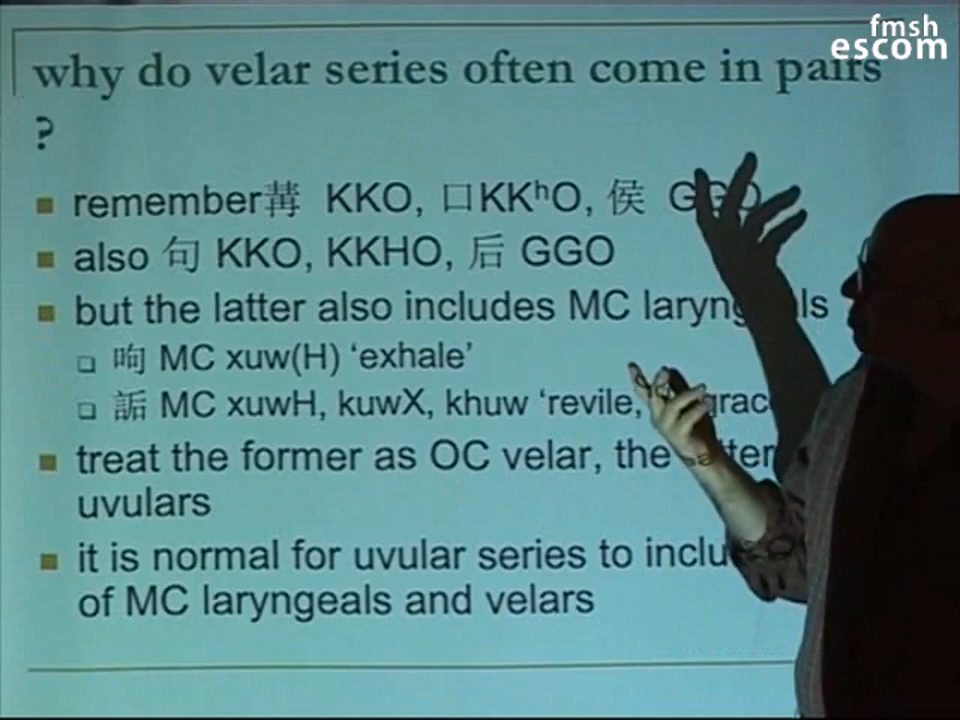 fmsh
escom
why do velar series often come in pairs
?
remember 冓 KKO, 口KKʰO, 侯 GGO
also 句 KKO, KKHO, 后 GGO
but the latter also includes MC laryngeals
呴 MC xuw(H) ‘exhale’
詬 MC xuwH, kuwX, khuw ‘revile,
treat the former as OC velar, the latter
uvulars
it is normal for uvular series to
of MC laryngeals and velars